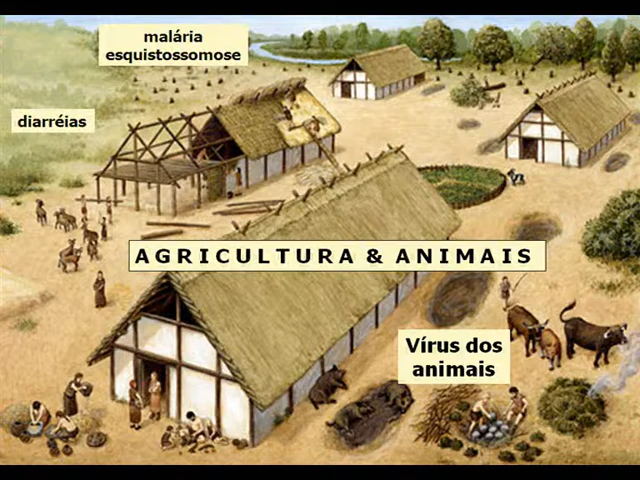 malária
esquistossomose
diarréias
AGRICULTURA & ANIMAIS
Vírus dos
animais